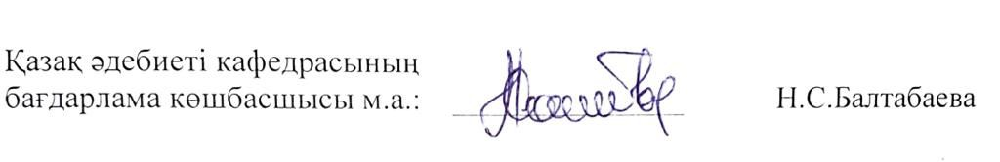 Қазақ әдебиеті кафедрасының
бағдарлама көшбасшысы м.а.: Н.С.Балтабаева